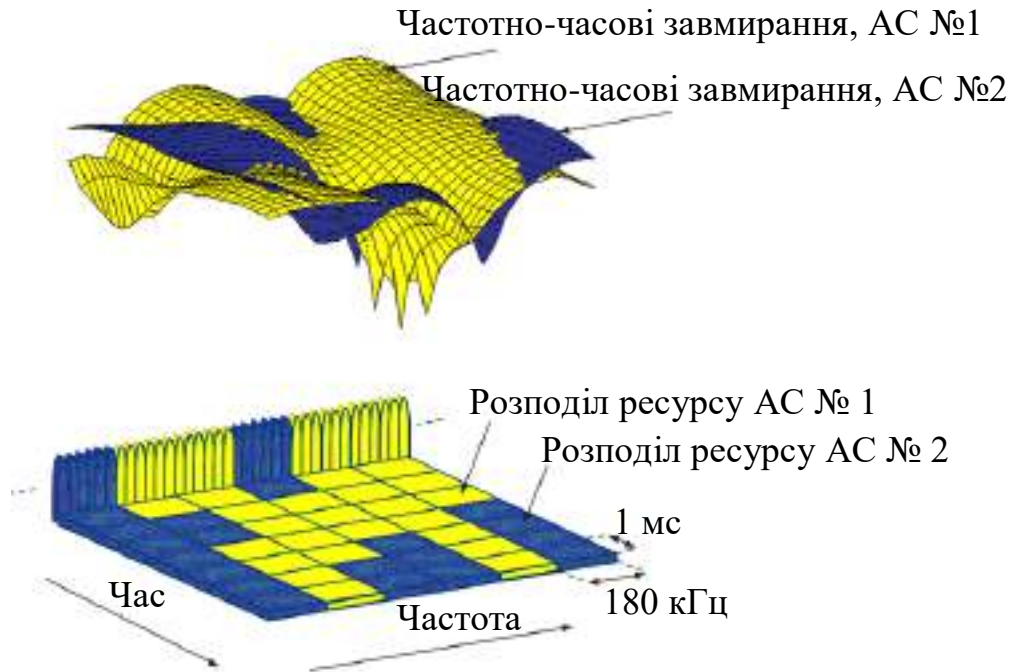 Частотно-часові завмирання, АС №1
Частотно-часові завмирання, АС №2
Розподіл ресурсу АС № 1
Розподіл ресурсу АС № 2
1 мс
180 кГц
Час
Частота